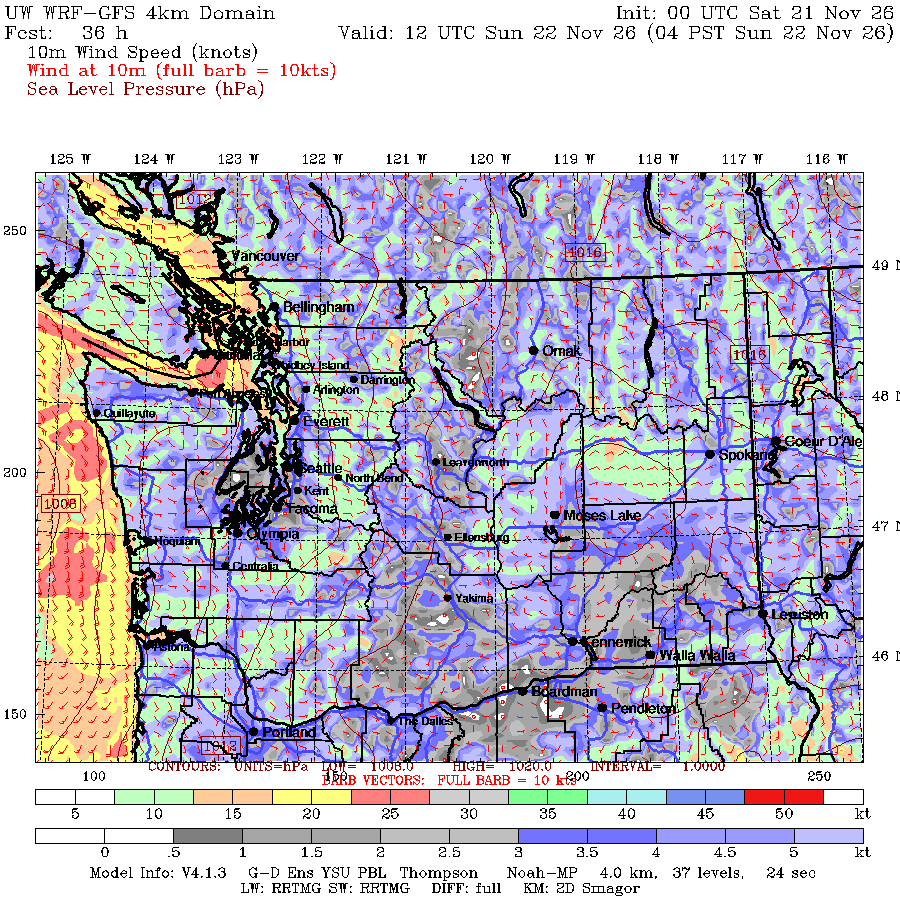 UW WRF-GFS 4km Domain Init: 00 UTC Sat 21 Nov 26
Fcst: 36 h Valid: 12 UTC Sun 22 Nov 26 (04 PST Sun 22 Nov 26)
10m Wind Speed (knots)
Wind at 10m (full barb = 10kts)
Sea Level Pressure (hPa)
125 W 124 W 123 W 122 W 121 W 120 W 119 W 118 W 117 W 116 W
250
1016
Vancouver
49 N
Bellingham
Omak
1016
Darrington
Arlington
48 N
Quillayute
Everett
Coeur D'Alene
Spokane
Leavenworth
200
Seattle
North Bend
Kent
1008
Tacoma
Moses Lake
47 N
Olympia
Hoquiam
Ellensburg
Centralia
Yakima
Lewiston
Kennewick
Astoria
Walla Walla
46 N
Boardman
Pendleton
150
The Dalles
Portland
1012
CONTOURS: UNITS=hPa LOW= 1008.0 HIGH= 1020.0 INTERVAL= 1.0000
100 150 200 250
BARB VECTORS: FULL BARB = 10 kts
5 10 15 20 25 30 35 40 45 50 kt
0 .5 1 1.5 2 2.5 3 3.5 4 4.5 5 kt
Model Info: V4.1.3 G-D Ens YSU PBL Thompson Noah-MP 4.0 km, 37 levels, 24 sec
LW: RRTMG SW: RRTMG DIFF: full KM: 2D Smagor